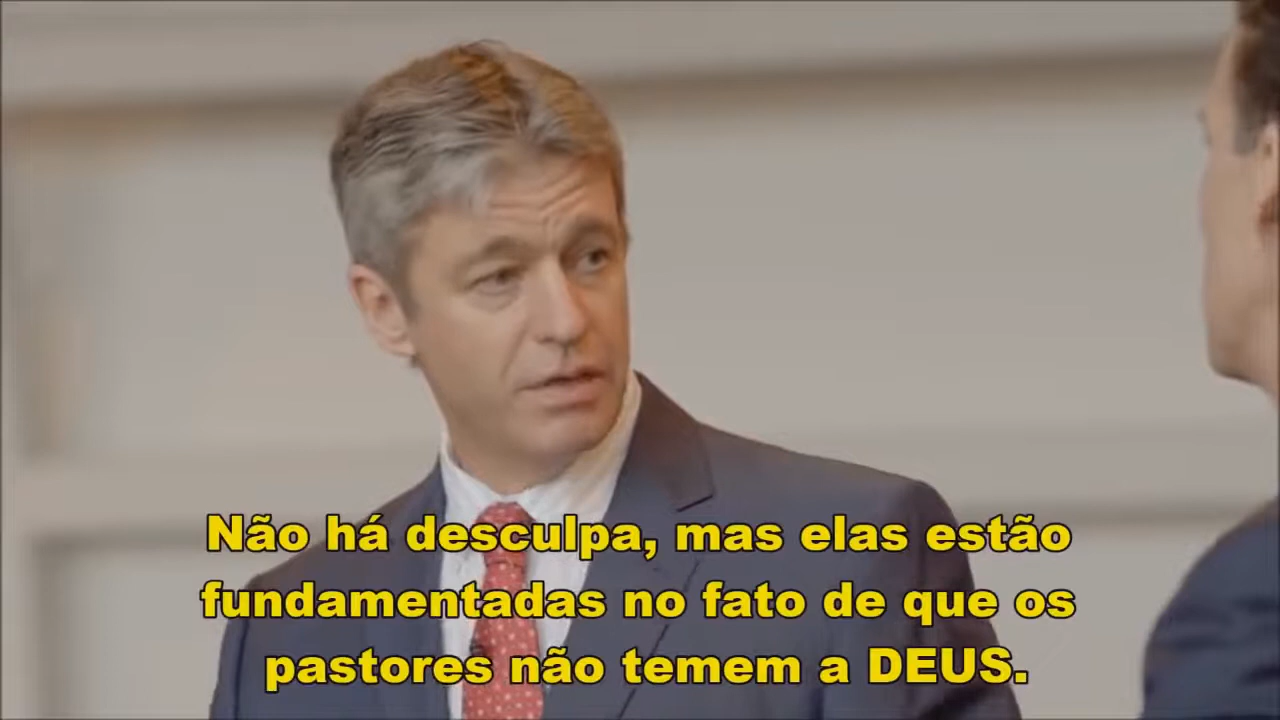 Não há desculpa, mas elas estão
fundamentadas no fato de que os
pastores não temem a DEUS.